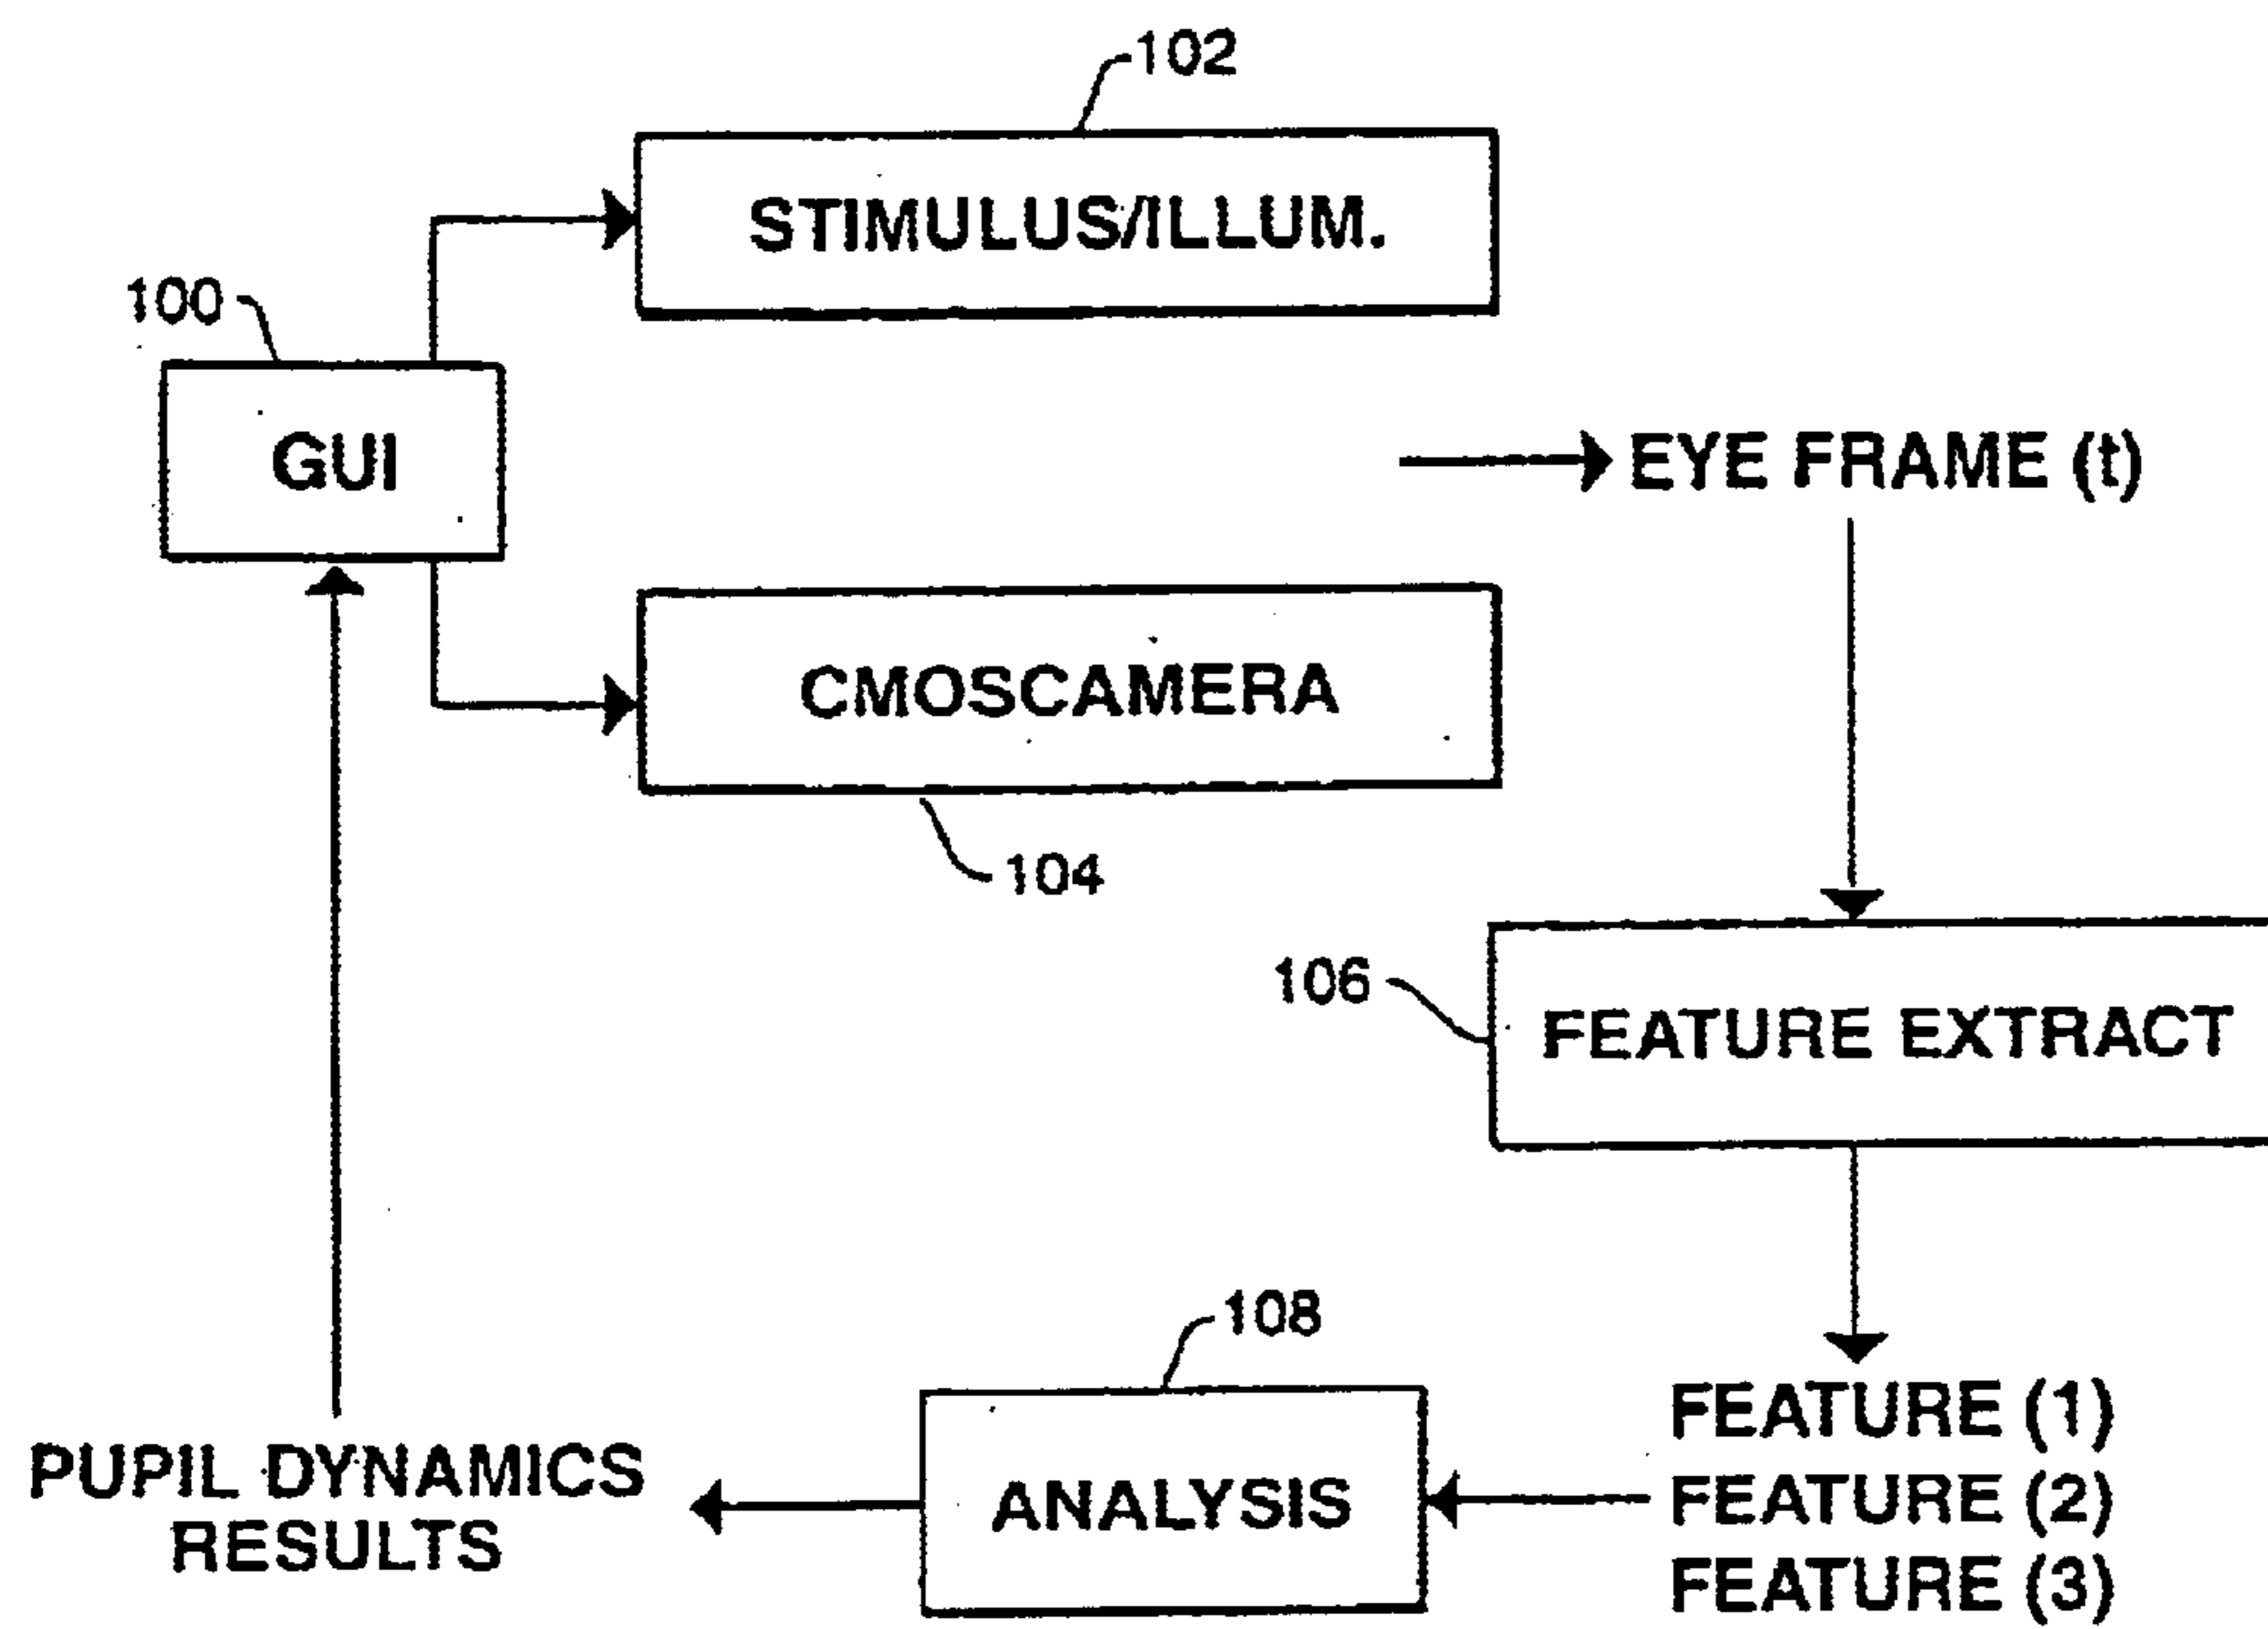 102
STIMULUS/ILLUM.
100
GUI
EYE FRAME (t)
CMOSCAMERA
104
106
FEATURE EXTRACT
108
FEATURE (1)
PUPIL DYNAMICS
RESULTS
ANALYSIS
FEATURE (2)
FEATURE (3)